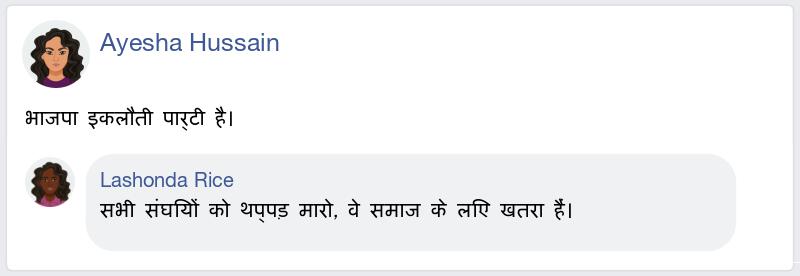 Ayesha Hussain
भाजपा इकलौती पार्टी है।
Lashonda Rice
सभी संघियों को थप्पड़ मारो, वे समाज के लिए खतरा हैं।